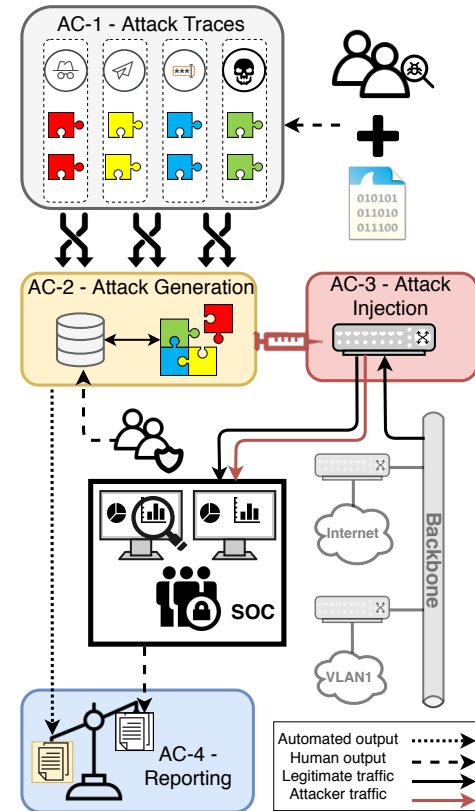 AC-1 - Attack Traces
***
010101
011010
011100
AC-2 - Attack Generation
AC-3 - Attack
Injection
Internet
Backbone
SOC
VLAN1
AC-4 -
Reporting
Automated output
Human output
Legitimate traffic
Attacker traffic